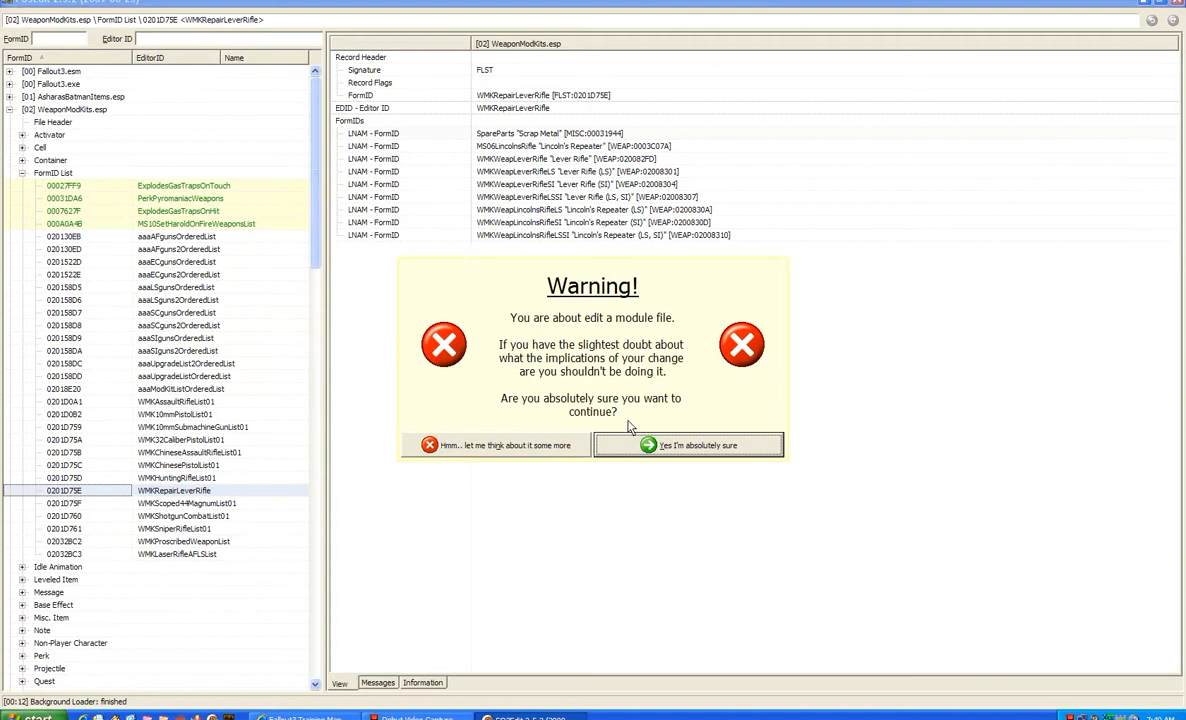 [02] WeaponModKits.esp \ FormID List \ 0201D75E <WMKRepairLeverRifle>
FormID
Editor ID
FormID EditorID Name
[00] Fallout3.esm
[00] Fallout3.exe
[01] AsharasBatmanItems.esp
[02] WeaponModKits.esp
File Header
Activator
Cell
Container
FormID List
00027FF9 ExplodesGasTrapsOnTouch
00031DA6 PerkPyromaniacWeapons
0007627F ExplodesGasTrapsOnHit
000A0A4B MS10SetHaroldOnFireWeaponsList
020130EB aaaAFgunsOrderedList
020130ED aaaAFguns2OrderedList
0201522D aaaECgunsOrderedList
0201522E aaaECguns2OrderedList
020158D5 aaaLSgunsOrderedList
020158D6 aaaLSguns2OrderedList
020158D7 aaaSCgunsOrderedList
020158D8 aaaSCguns2OrderedList
020158D9 aaaSIgunsOrderedList
020158DA aaaSIguns2OrderedList
020158DC aaaUpgradeList2OrderedList
020158DD aaaUpgradeListOrderedList
02018E20 aaaModKitListOrderedList
0201D0A1 WMKAssaultRifleList01
0201D0B2 WMK10mmPistolList01
0201D759 WMK10mmSubmachineGunList01
0201D75A WMK32CaliberPistolList01
0201D75B WMKChineseAssaultRifleList01
0201D75C WMKChinesePistolList01
0201D75D WMKHuntingRifleList01
0201D75E WMKRepairLeverRifle
0201D75F WMKScoped44MagnumList01
0201D760 WMKShotgunCombatList01
0201D761 WMKSniperRifleList01
02032BC2 WMKProscribedWeaponList
02032BC3 WMKLaserRifleAFLSList
Idle Animation
Leveled Item
Message
Base Effect
Misc. Item
Note
Non-Player Character
Perk
Projectile
Quest
[02] WeaponModKits.esp
Record Header
Signature FLST
Record Flags
FormID WMKRepairLeverRifle [FLST:0201D75E]
EDID - Editor ID WMKRepairLeverRifle
FormIDs
LNAM - FormID SpareParts "Scrap Metal" [MISC:00031944]
LNAM - FormID MS06LincolnsRifle "Lincoln's Repeater" [WEAP:0003C07A]
LNAM - FormID WMKWeapLeverRifle "Lever Rifle" [WEAP:020082FD]
LNAM - FormID WMKWeapLeverRifleLS "Lever Rifle (LS)" [WEAP:02008301]
LNAM - FormID WMKWeapLeverRifleSI "Lever Rifle (SI)" [WEAP:02008304]
LNAM - FormID WMKWeapLeverRifleLSSI "Lever Rifle (LS, SI)" [WEAP:02008307]
LNAM - FormID WMKWeapLincolnsRifleLS "Lincoln's Repeater (LS)" [WEAP:0200830A]
LNAM - FormID WMKWeapLincolnsRifleSI "Lincoln's Repeater (SI)" [WEAP:0200830D]
LNAM - FormID WMKWeapLincolnsRifleLSSI "Lincoln's Repeater (LS, SI)" [WEAP:02008310]
Warning!
You are about edit a module file.
If you have the slightest doubt about
what the implications of your change
are you shouldn't be doing it.
Are you absolutely sure you want to
continue?
Hmm.. let me think about it some more
Yes I'm absolutely sure
View Messages Information
[00:12] Background Loader: finished
start